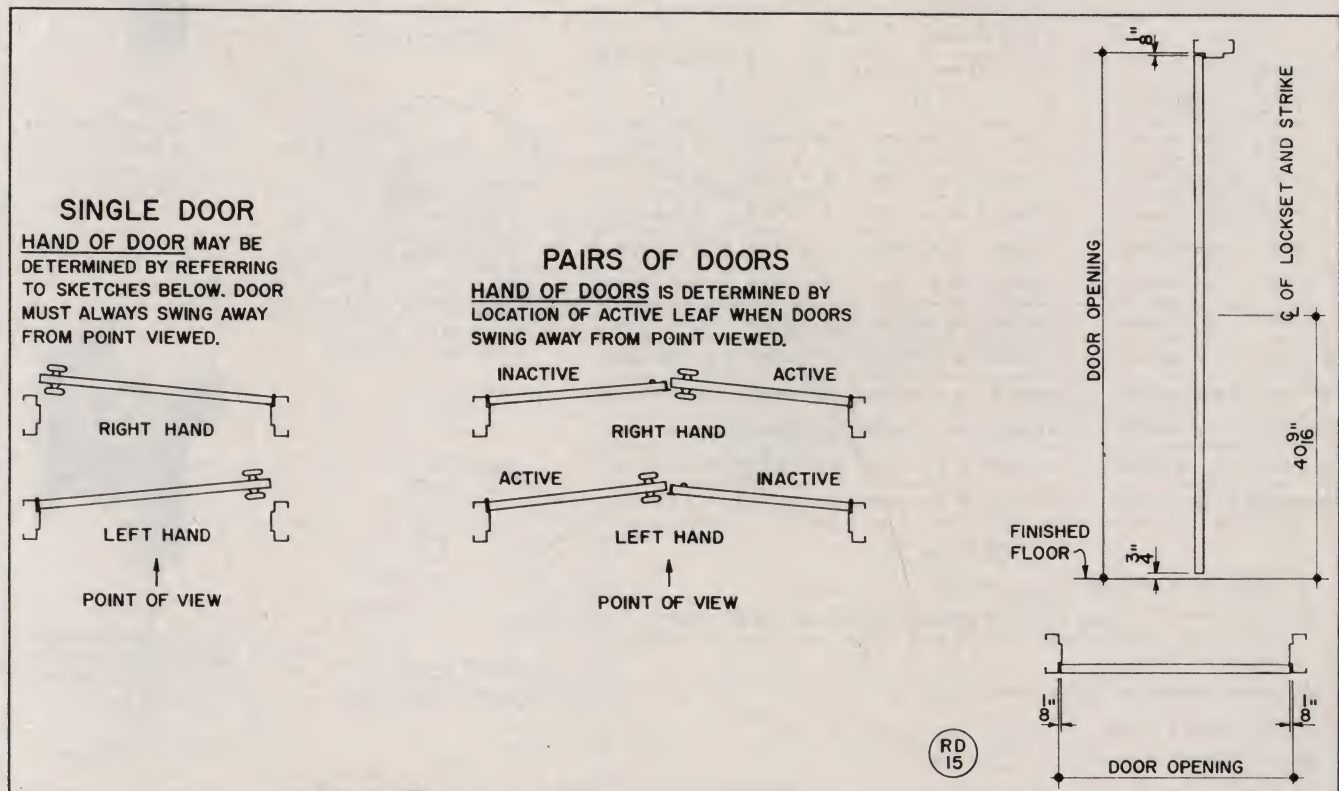 SINGLE DOOR
HAND OF DOOR MAY BE
DETERMINED BY REFERRING
TO SKETCHES BELOW. DOOR
MUST ALWAYS SWING AWAY
FROM POINT VIEWED.
RIGHT HAND
LEFT HAND
POINT OF VIEW
PAIRS OF DOORS
HAND OF DOORS IS DETERMINED BY
LOCATION OF ACTIVE LEAF WHEN DOORS
SWING AWAY FROM POINT VIEWED.
INACTIVE
ACTIVE
RIGHT HAND
ACTIVE
INACTIVE
LEFT HAND
POINT OF VIEW
1/8"
DOOR OPENING
℄ OF LOCKSET AND STRIKE
40 9/16"
FINISHED
FLOOR
3/4"
1/8"
1/8"
DOOR OPENING
RD
15